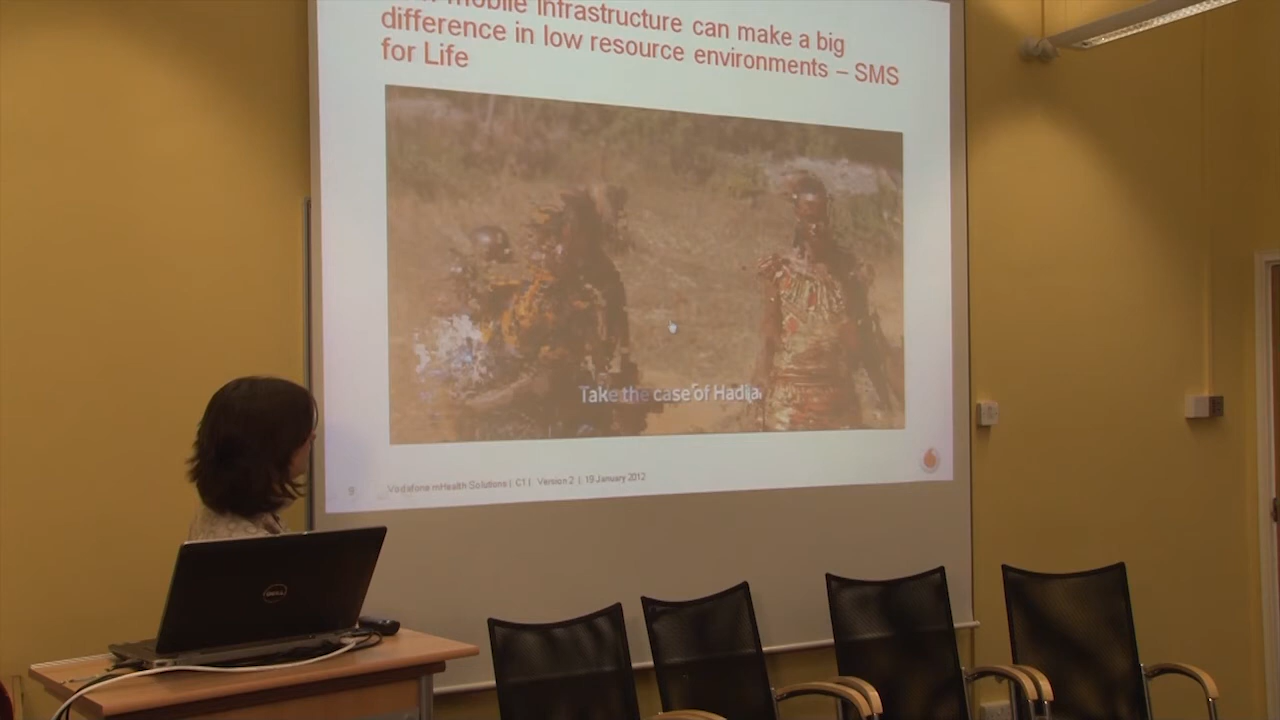 mobile infrastructure can make a big
difference in low resource environments – SMS
for Life
Take the case of Hadija.
9 Vodafone mHealth Solutions | C1 | Version 2 | 19 January 2012
DELL